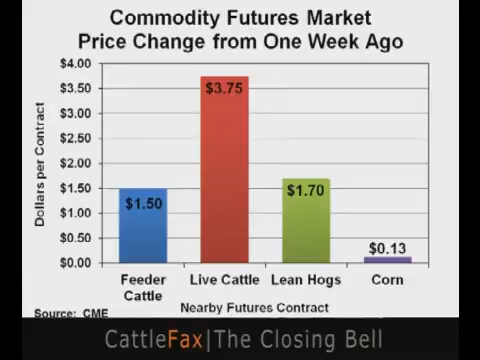 Commodity Futures Market
Price Change from One Week Ago
Dollars per Contract
$4.00
$3.50
$3.00
$2.50
$2.00
$1.50
$1.00
$0.50
$0.00
$1.50
$3.75
$1.70
$0.13
Feeder
Cattle
Live Cattle
Lean Hogs
Corn
Nearby Futures Contract
Source: CME
CattleFax|The Closing Bell